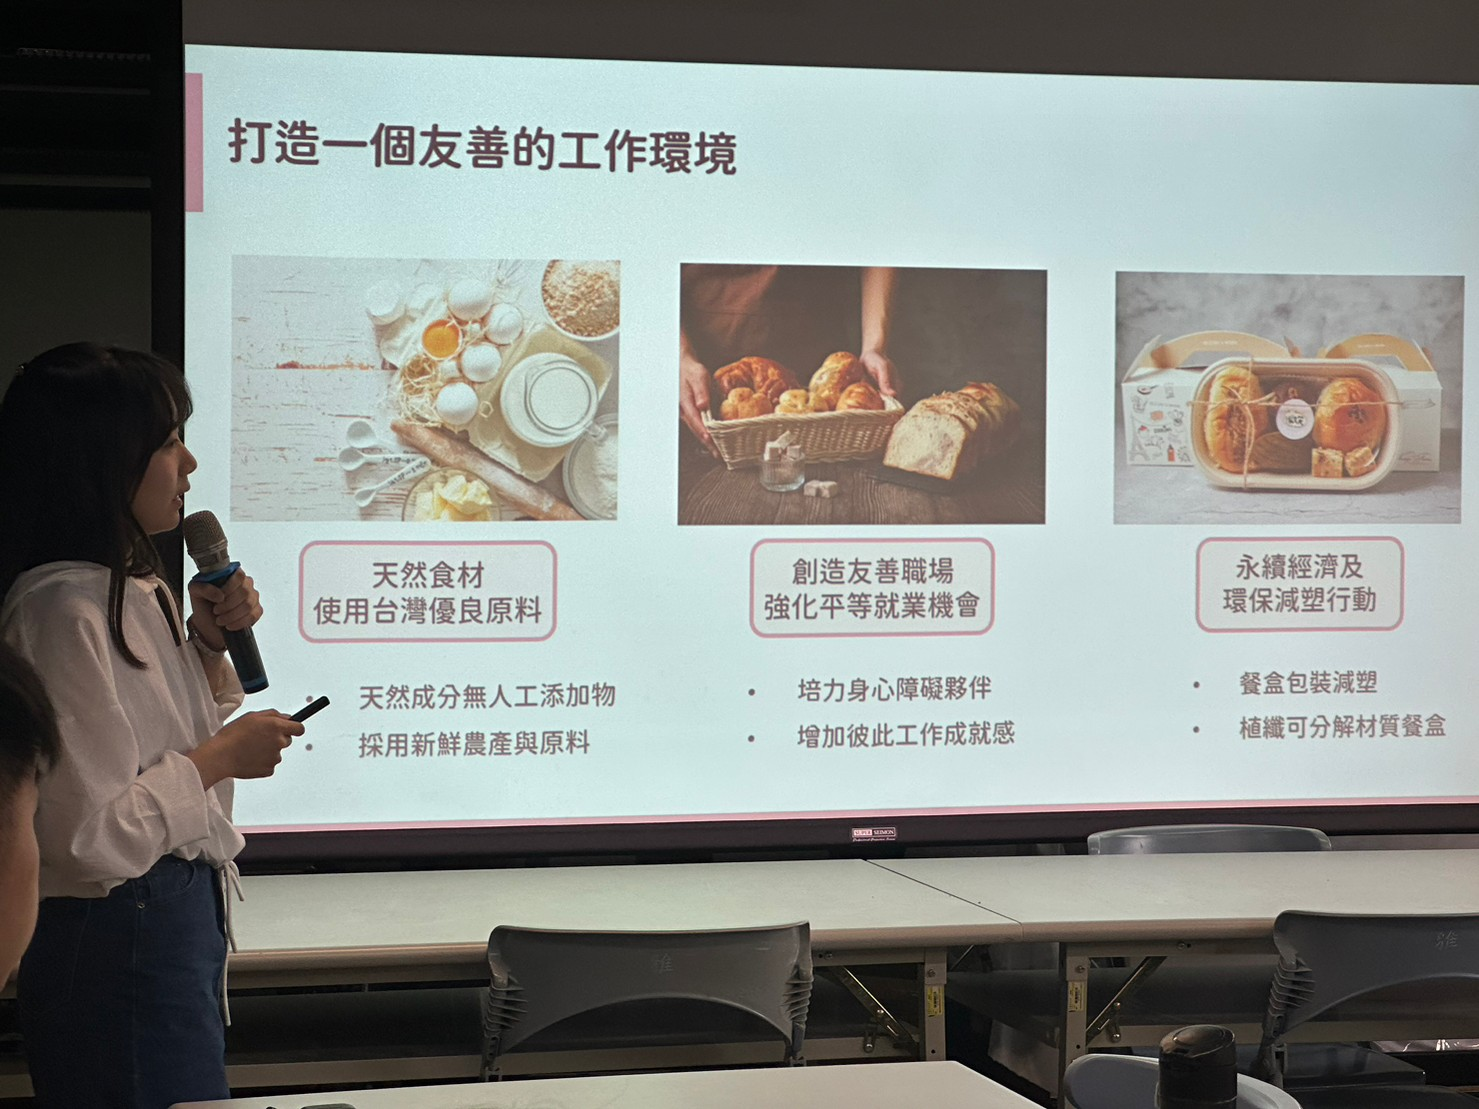 打造一個友善的工作環境
天然食材
使用台灣優良原料
• 天然成分無人工添加物
• 採用新鮮農產與原料
創造友善職場
強化平等就業機會
• 培力身心障礙夥伴
• 增加彼此工作成就感
永續經濟及
環保減塑行動
• 餐盒包裝減塑
• 植纖可分解材質餐盒
SUPER SEIMON
雅
雅